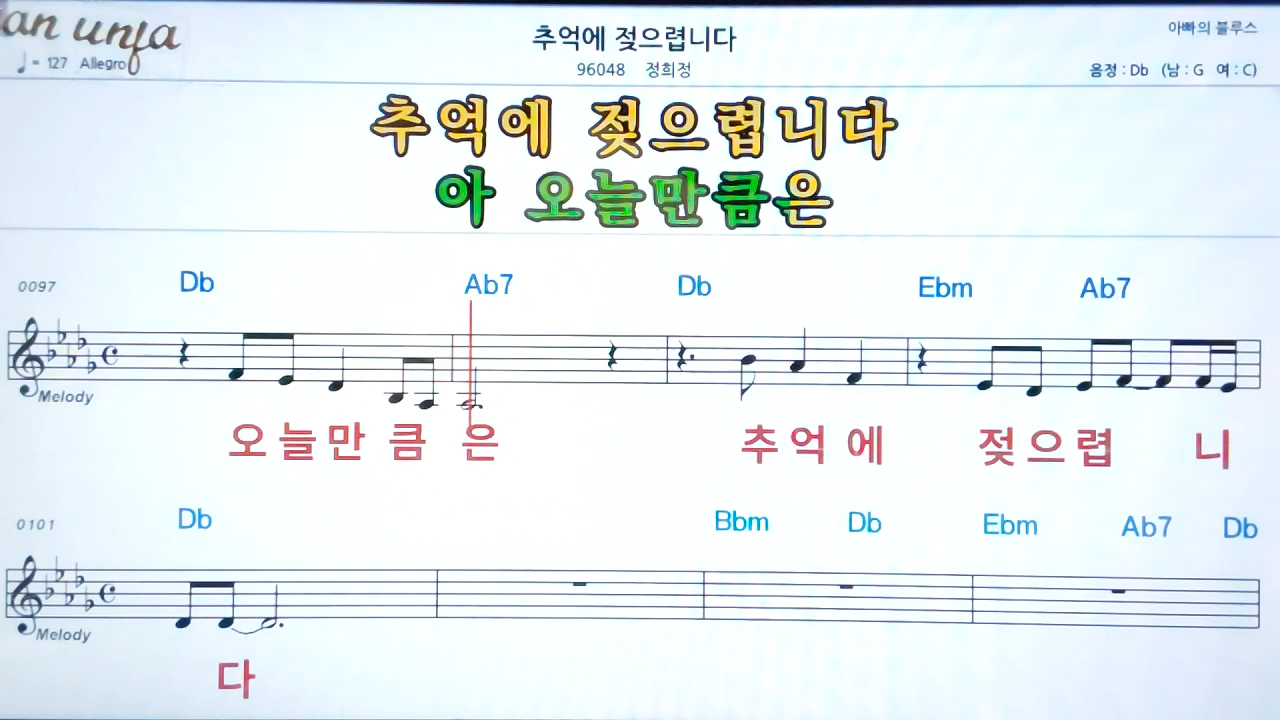 추억에 젖으렵니다
아빠의 블루스
♩= 127 Allegro
96048 정희정
음정 : Db (남 : G 여 : C)
추억에 젖으렵니다
아 오늘만큼은
0097 Db Ab7 Db Ebm Ab7
Melody
오 늘 만 큼 은 추 억 에 젖 으 렵 니
0101 Db Bbm Db Ebm Ab7 Db
Melody
다